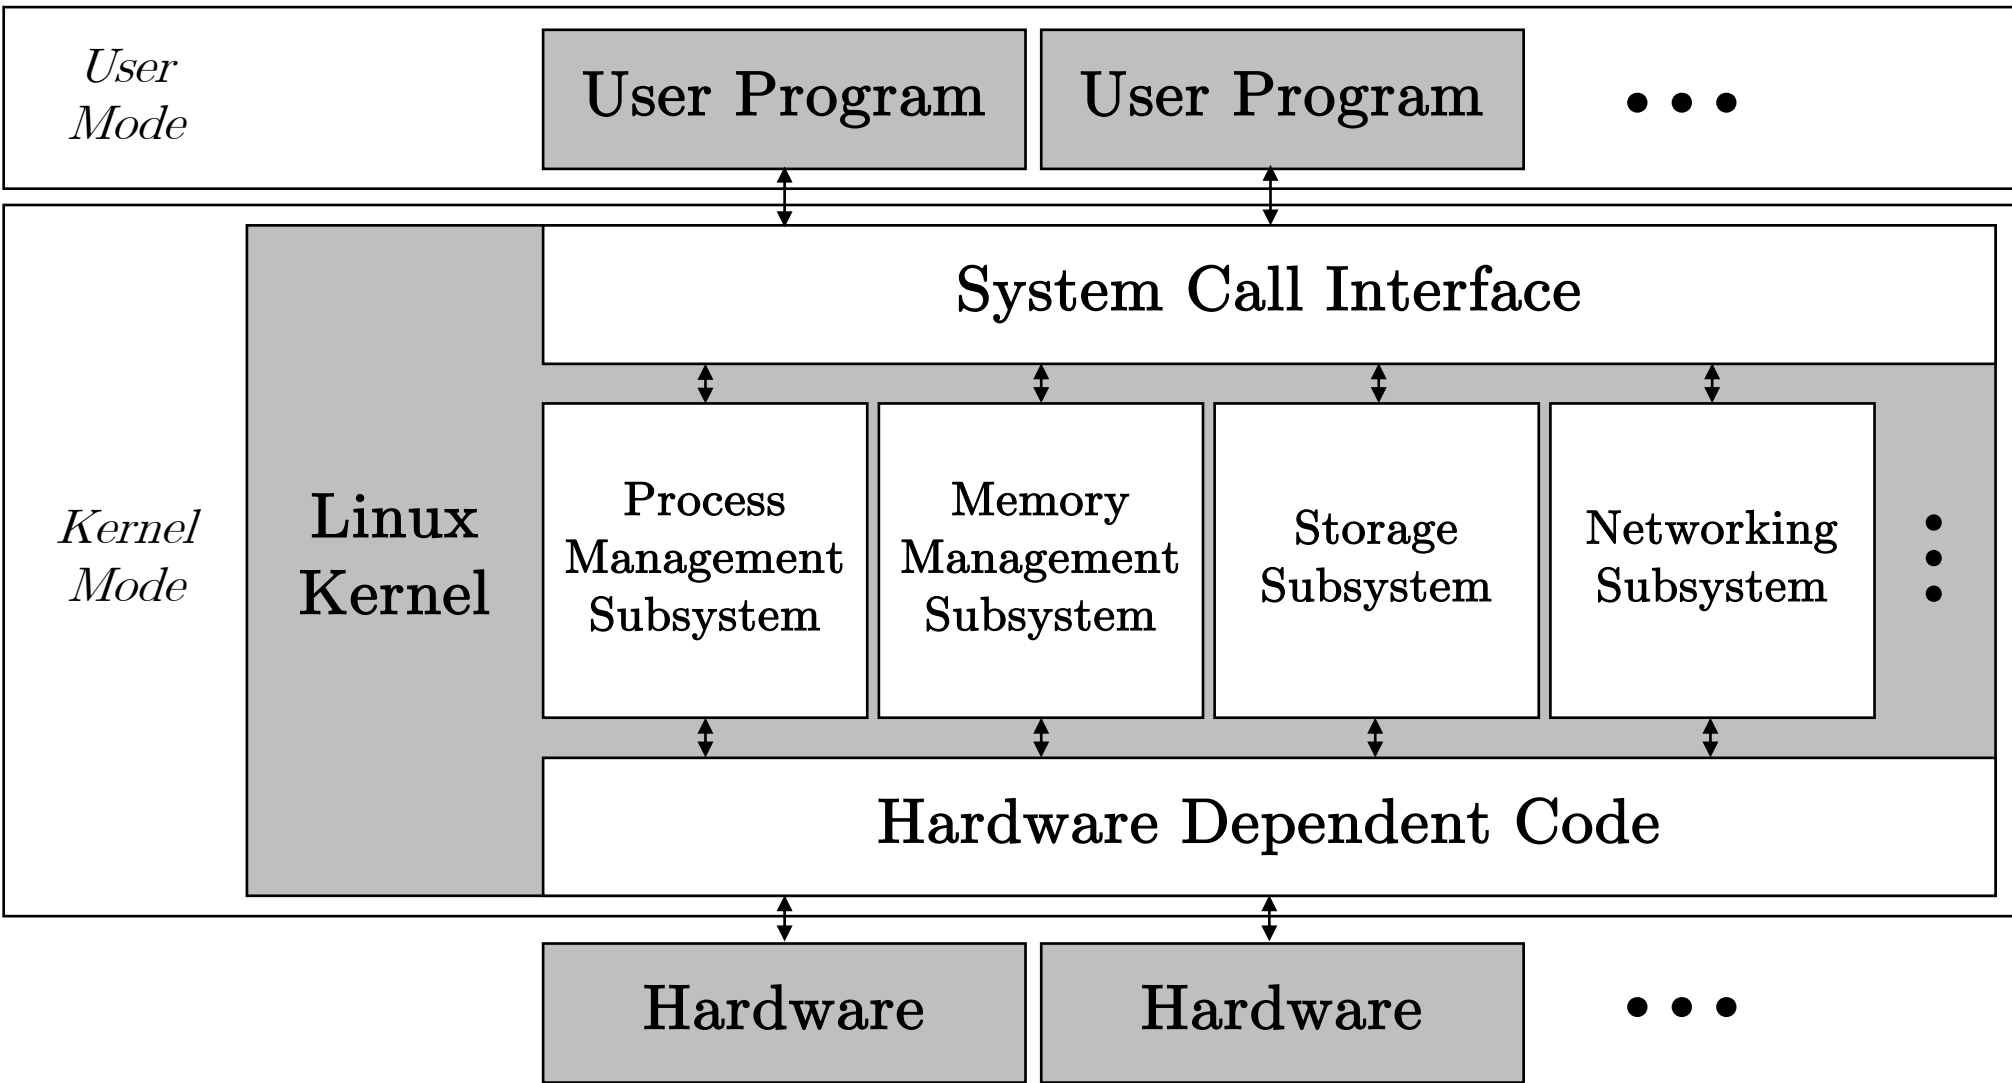 User
Mode
User Program
User Program
• • •
System Call Interface
Kernel
Mode
Linux
Kernel
Process
Management
Subsystem
Memory
Management
Subsystem
Storage
Subsystem
Networking
Subsystem
Hardware Dependent Code
Hardware
Hardware
• • •